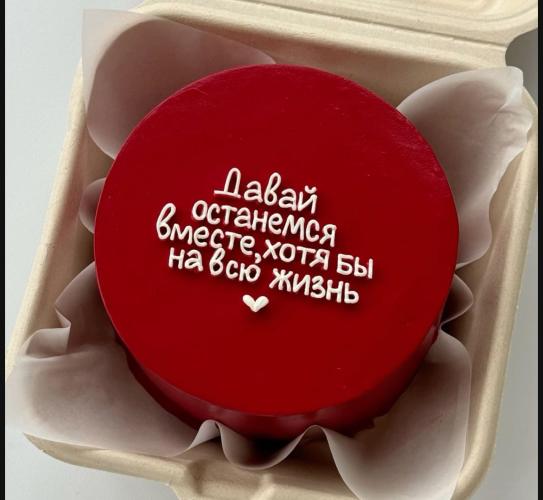 Давай
останемся
вместе, хотя бы
на всю жизнь